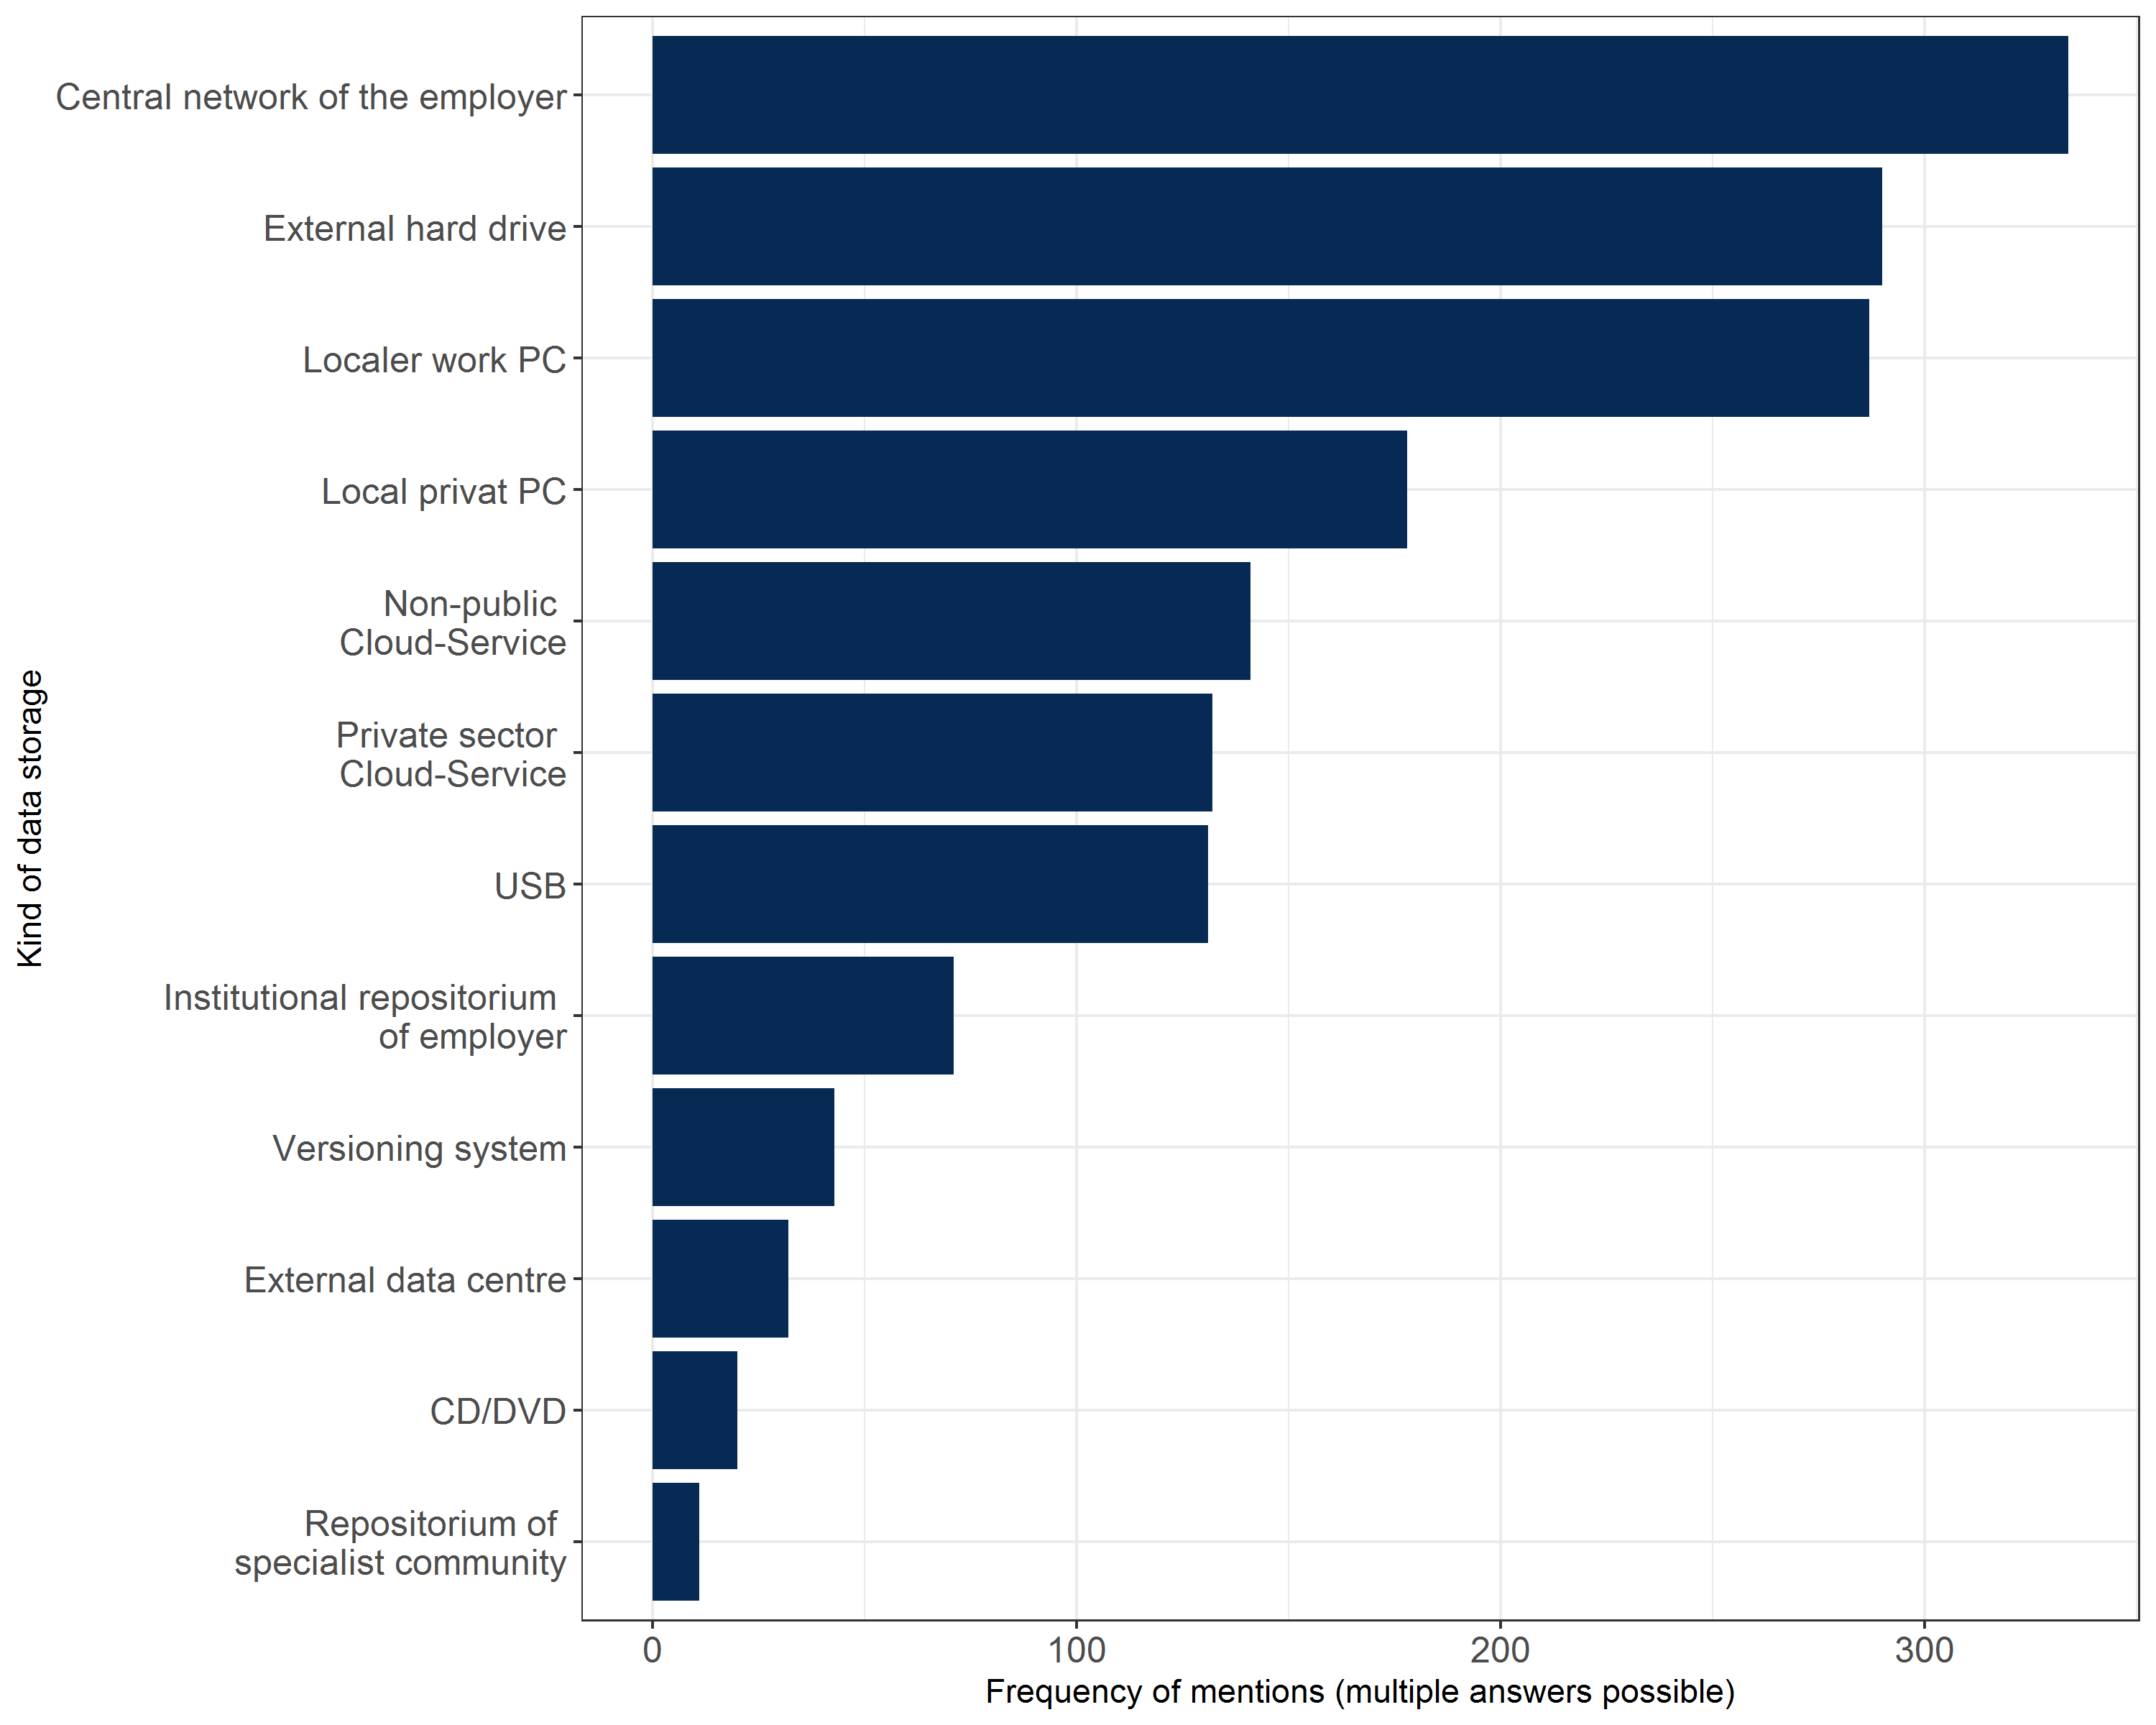 Central network of the employer
External hard drive
Localer work PC
Local privat PC
Non-public
Cloud-Service
Private sector
Cloud-Service
USB
Institutional repositorium
of employer
Versioning system
External data centre
CD/DVD
Repositorium of
specialist community
Kind of data storage
0 100 200 300
Frequency of mentions (multiple answers possible)